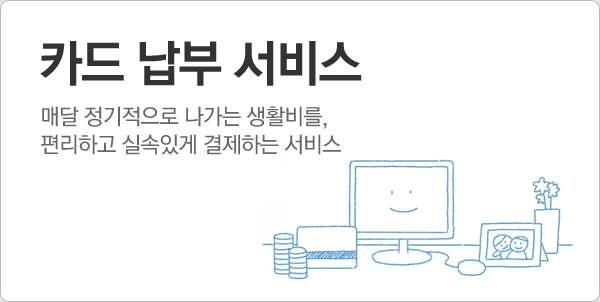 카드 납부 서비스
매달 정기적으로 나가는 생활비를,
편리하고 실속있게 결제하는 서비스